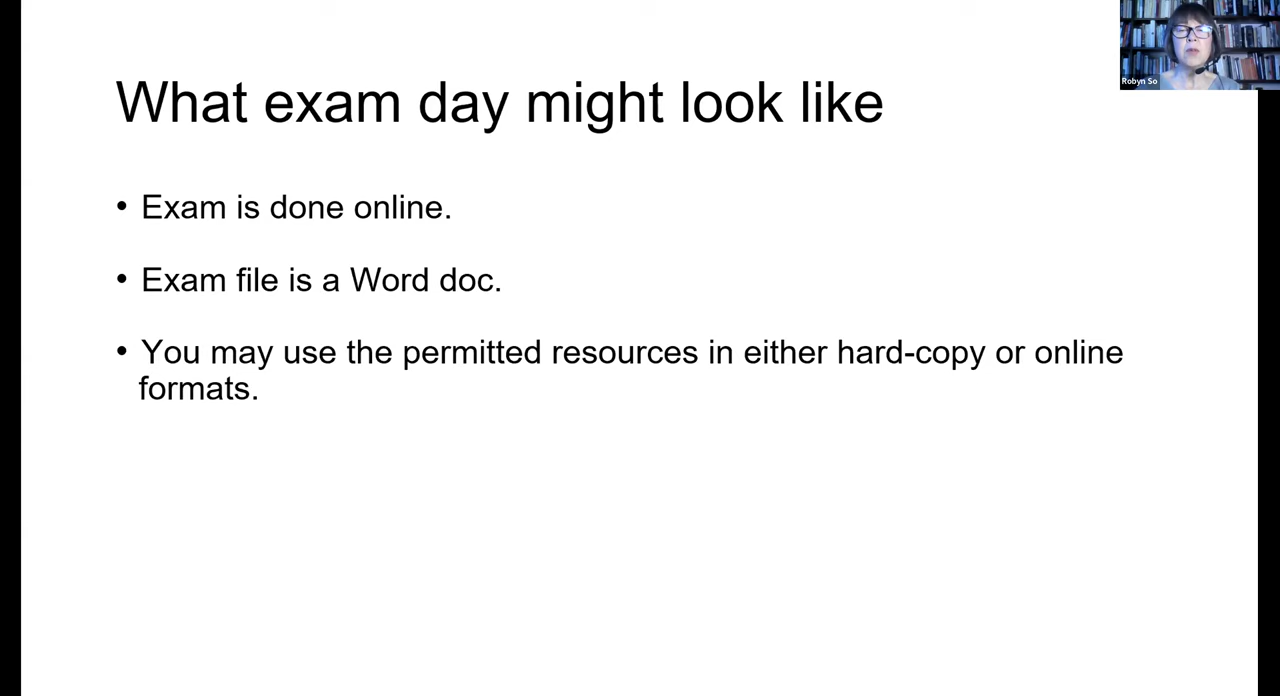 What exam day might look like
Robyn So
• Exam is done online.
• Exam file is a Word doc.
• You may use the permitted resources in either hard-copy or online
formats.